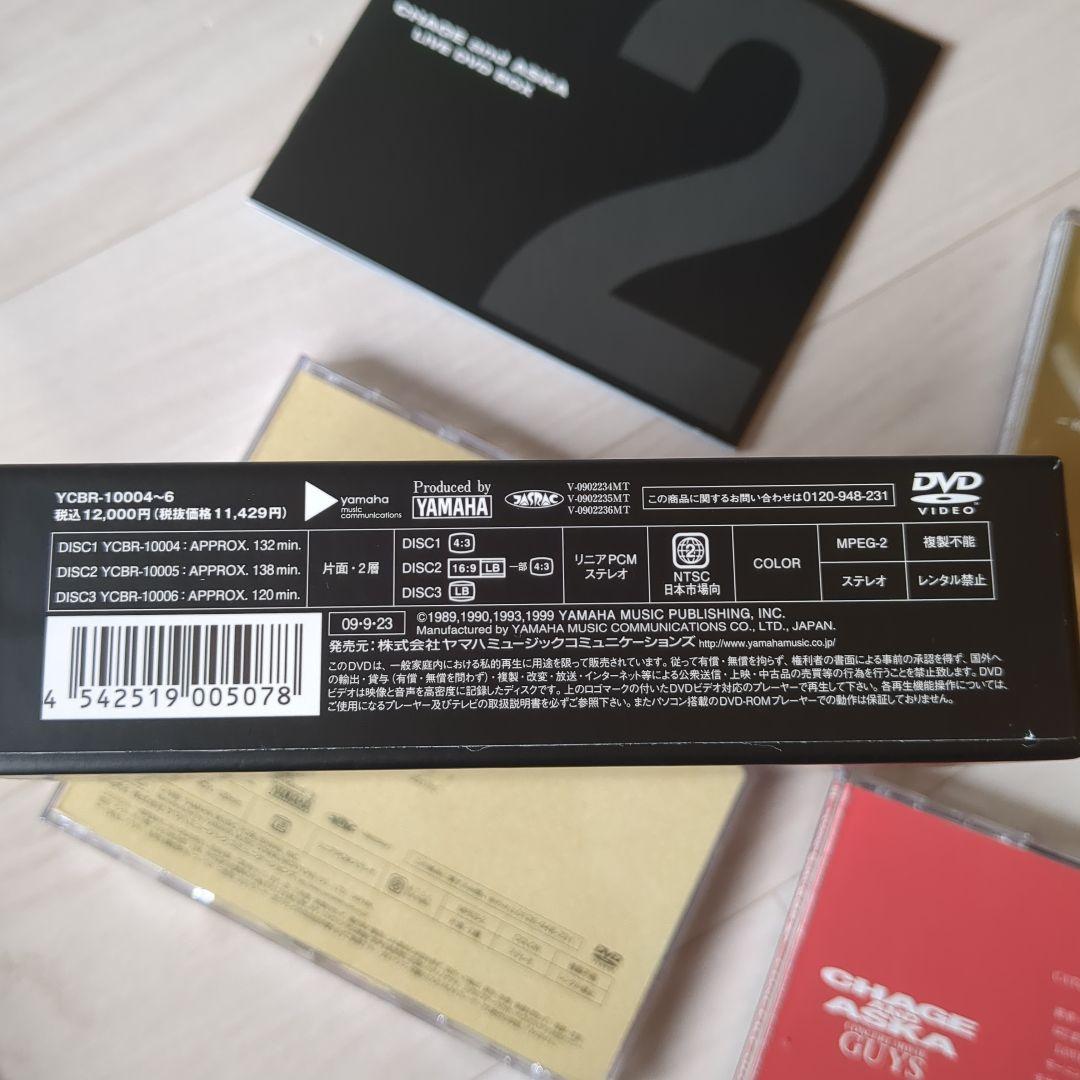 CHAGE and ASKA
LIVE DVD BOX
2
YCBR-10004~6
税込12,000円(税抜価格11,429円)
yamaha
music
communications
Produced by
YAMAHA
JASRAC
V-0902234MT
V-0902235MT
V-0902236MT
この商品に関するお問い合わせは0120-948-231
DVD
VIDEO
DISC1 YCBR-10004:APPROX. 132 min.
DISC2 YCBR-10005:APPROX. 138 min.
DISC3 YCBR-10006:APPROX. 120 min.
片面・2層
DISC1 4:3
DISC2 16:9 LB 一部 4:3
DISC3 LB
リニアPCM
ステレオ
2
NTSC
日本市場向
COLOR
MPEG-2
複製不能
ステレオ
レンタル禁止
09・9・23
©1989,1990,1993,1999 YAMAHA MUSIC PUBLISHING, INC.
Manufactured by YAMAHA MUSIC COMMUNICATIONS CO., LTD., JAPAN.
発売元:株式会社ヤマハミュージックコミュニケーションズ http://www.yamahamusic.co.jp/
このDVDは、一般家庭内における私的再生に用途を限って販売されています。従って有償・無償を拘らず、権利者の書面による事前の承認を得ず、国外へ
の輸出・貸与(有償・無償を問わず)・複製・改変・放送・インターネット等による公衆送信・上映・中古品の売買等の行為を行うことを禁止致します。DVD
ビデオは映像と音声を高密度に記録したディスクです。上のロゴマークの付いたDVDビデオ対応のプレーヤーで再生して下さい。各再生機能操作については、
ご使用になるプレーヤー及びテレビの取扱説明書を必ずご参照下さい。またパソコン搭載のDVD-ROMプレーヤーでの動作は保証しておりません。
4 542519 005078
YAMAHA
DVD
CHAGE
AND
ASKA
CONCERT MOVIE
GUYS